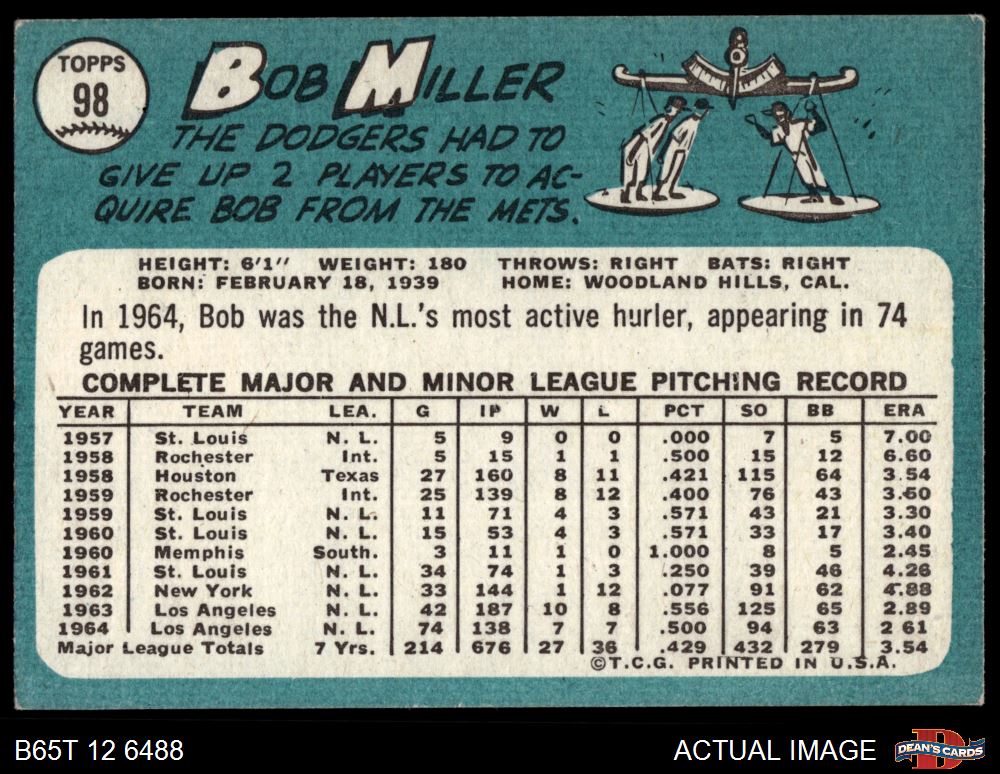 TOPPS
98
BOB MILLER
THE DODGERS HAD TO
GIVE UP 2 PLAYERS TO AC-
QUIRE BOB FROM THE METS.
HEIGHT: 6'1" WEIGHT: 180 THROWS: RIGHT BATS: RIGHT
BORN: FEBRUARY 18, 1939 HOME: WOODLAND HILLS, CAL.
In 1964, Bob was the N.L.'s most active hurler, appearing in 74
games.
COMPLETE MAJOR AND MINOR LEAGUE PITCHING RECORD
YEAR TEAM LEA. G IP W L PCT SO BB ERA
1957 St. Louis N. L. 5 9 0 0 .000 7 5 7.00
1958 Rochester Int. 5 15 1 1 .500 15 12 6.60
1958 Houston Texas 27 160 8 11 .421 115 64 3.54
1959 Rochester Int. 25 139 8 12 .400 76 43 3.50
1959 St. Louis N. L. 11 71 4 3 .571 43 21 3.30
1960 St. Louis N. L. 15 53 4 3 .571 33 17 3.40
1960 Memphis South. 3 11 1 0 1.000 8 5 2.45
1961 St. Louis N. L. 34 74 1 3 .250 39 46 4.26
1962 New York N. L. 33 144 1 12 .077 91 62 4.88
1963 Los Angeles N. L. 42 187 10 8 .556 125 65 2.89
1964 Los Angeles N. L. 74 138 7 7 .500 94 63 2 61
Major League Totals 7 Yrs. 214 676 27 36 .429 432 279 3.54
©T.C.G. PRINTED IN U.S.A.
B65T 12 6488 ACTUAL IMAGE DEAN'S CARDS